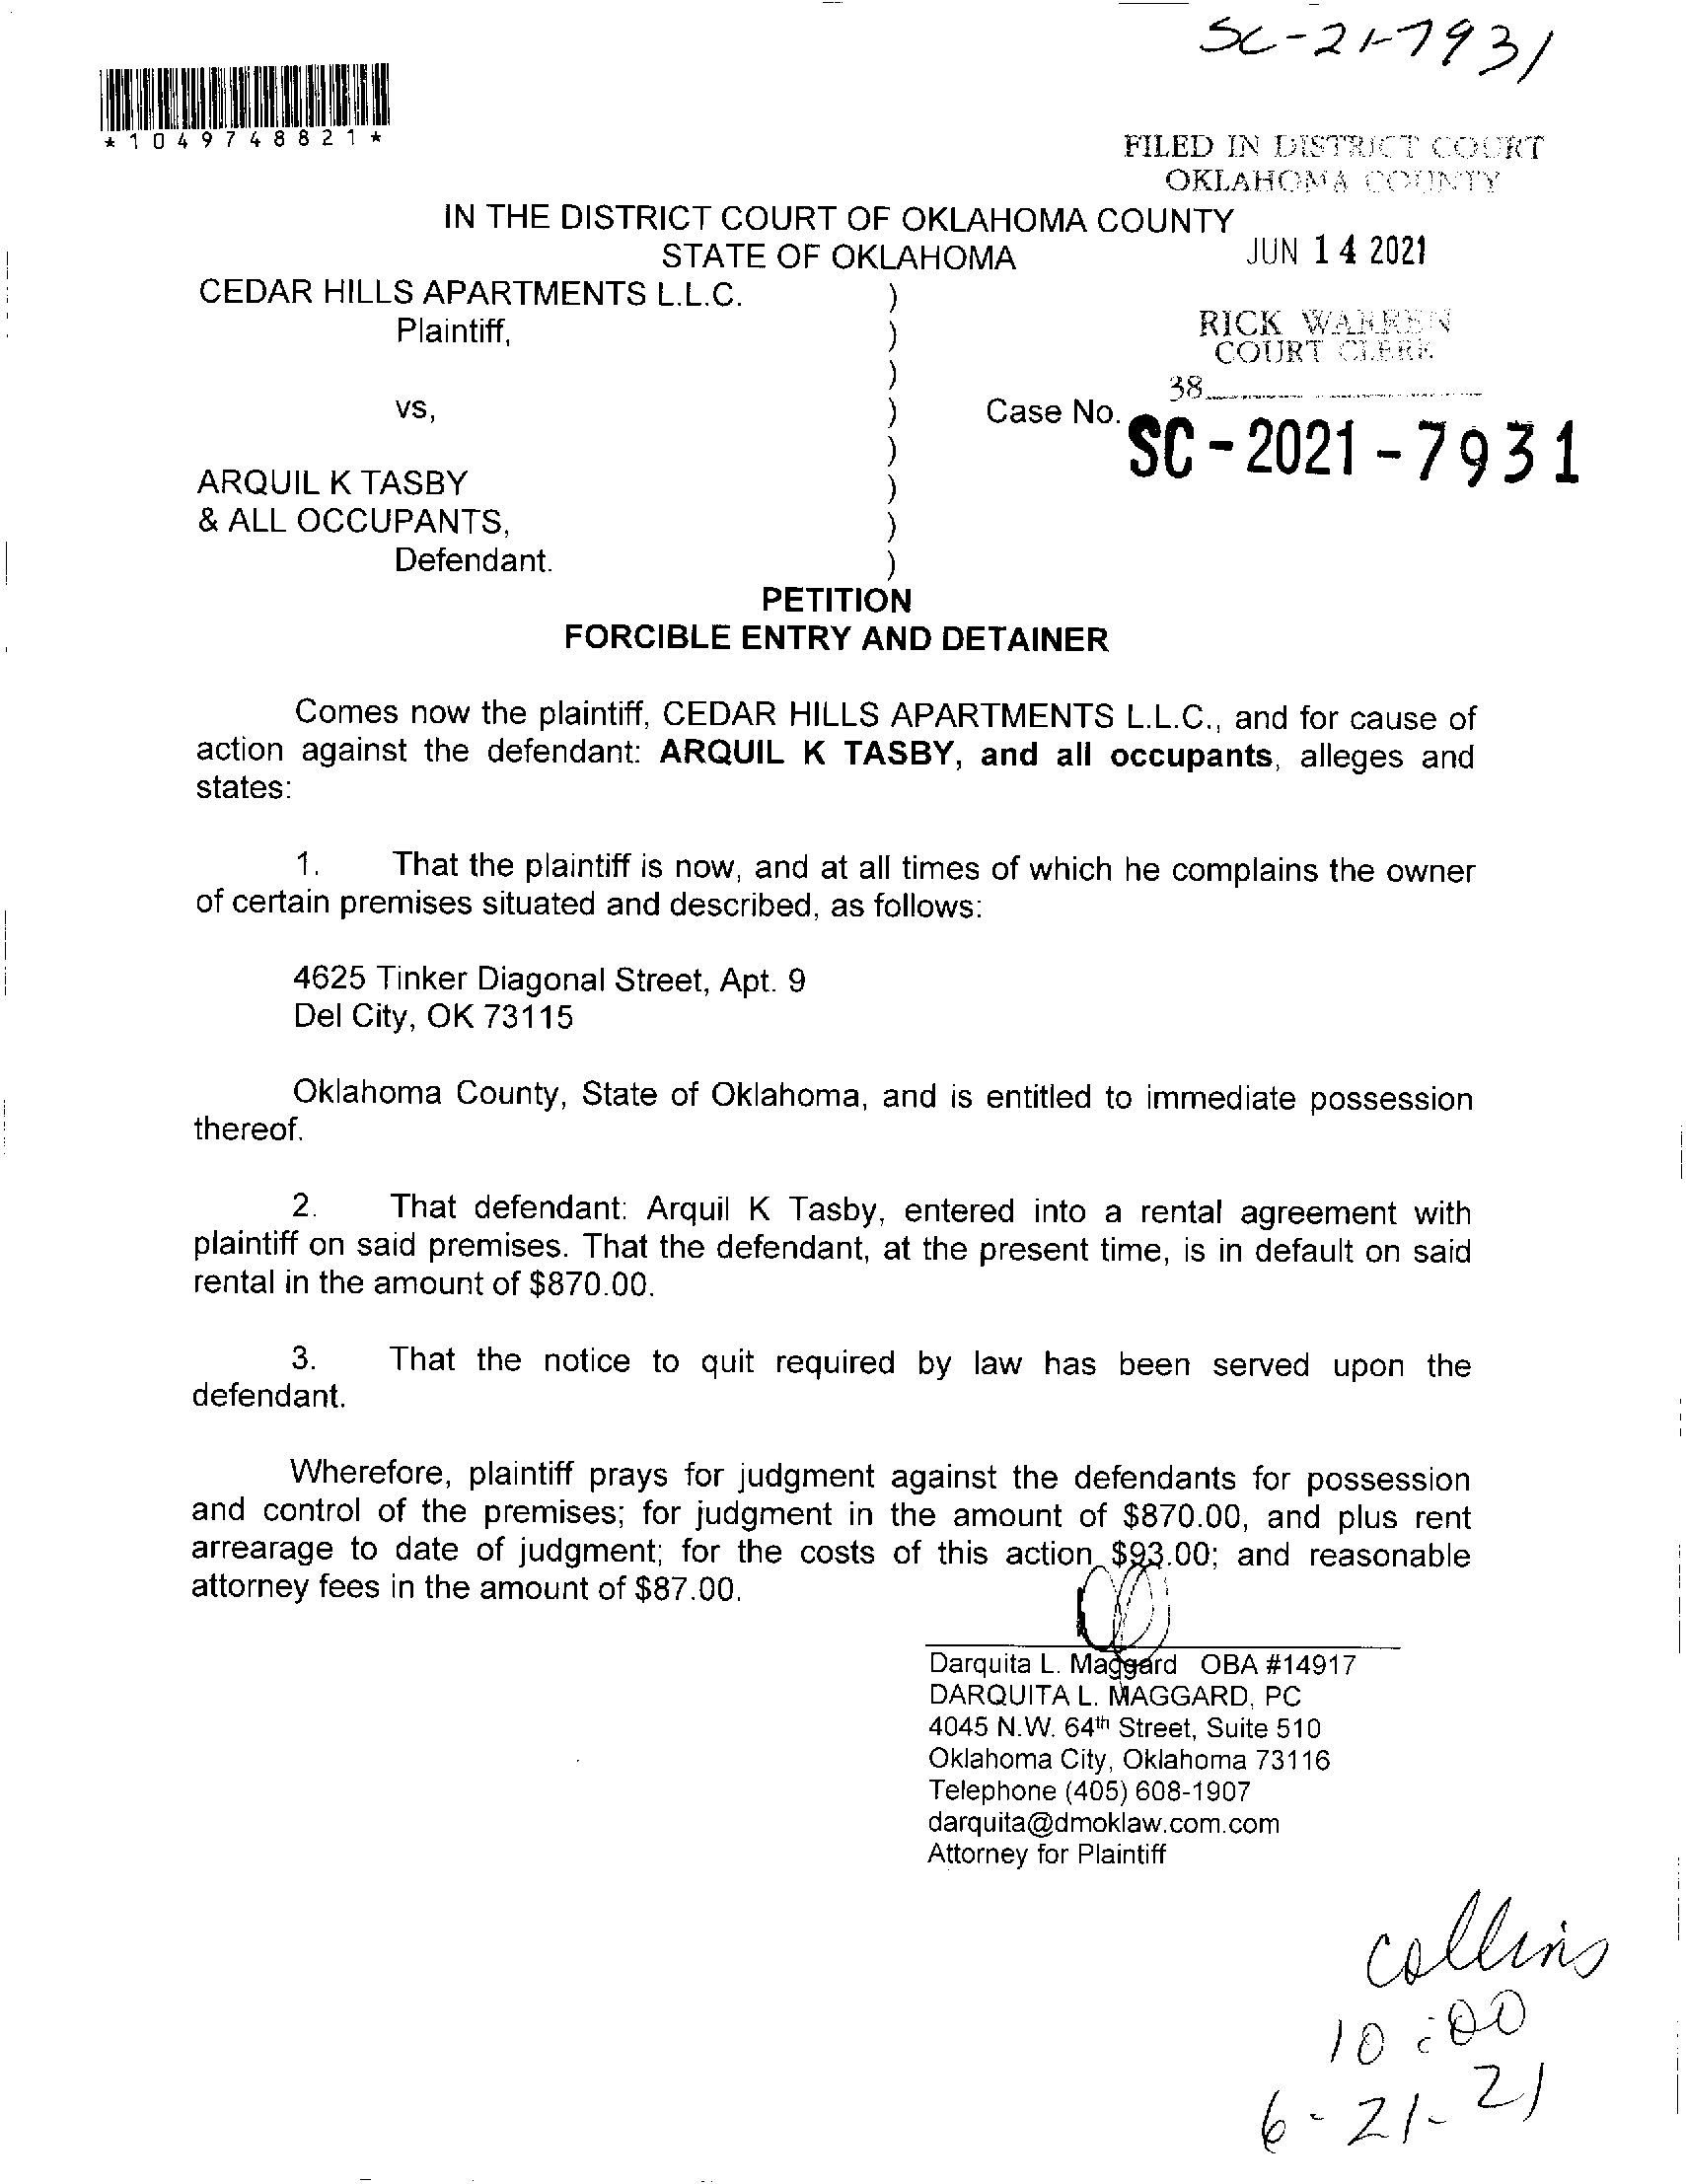 SC-21-7931
*1049748821*
FILED IN DISTRICT COURT
OKLAHOMA COUNTY
IN THE DISTRICT COURT OF OKLAHOMA COUNTY
STATE OF OKLAHOMA
JUN 14 2021
CEDAR HILLS APARTMENTS L.L.C. )
Plaintiff, )
RICK WARREN
COURT CLERK
)
38
vs, ) Case No. SC-2021-7931
)
ARQUIL K TASBY )
& ALL OCCUPANTS, )
Defendant. )
PETITION
FORCIBLE ENTRY AND DETAINER
Comes now the plaintiff, CEDAR HILLS APARTMENTS L.L.C., and for cause of
action against the defendant: ARQUIL K TASBY, and all occupants, alleges and
states:
1. That the plaintiff is now, and at all times of which he complains the owner
of certain premises situated and described, as follows:
4625 Tinker Diagonal Street, Apt. 9
Del City, OK 73115
Oklahoma County, State of Oklahoma, and is entitled to immediate possession
thereof.
2. That defendant: Arquil K Tasby, entered into a rental agreement with
plaintiff on said premises. That the defendant, at the present time, is in default on said
rental in the amount of $870.00.
3. That the notice to quit required by law has been served upon the
defendant.
Wherefore, plaintiff prays for judgment against the defendants for possession
and control of the premises; for judgment in the amount of $870.00, and plus rent
arrearage to date of judgment; for the costs of this action $93.00; and reasonable
attorney fees in the amount of $87.00.
Darquita L. Maggard OBA #14917
DARQUITA L. MAGGARD, PC
4045 N.W. 64th Street, Suite 510
Oklahoma City, Oklahoma 73116
Telephone (405) 608-1907
darquita@dmoklaw.com.com
Attorney for Plaintiff
Collins
10:00
6-21-21